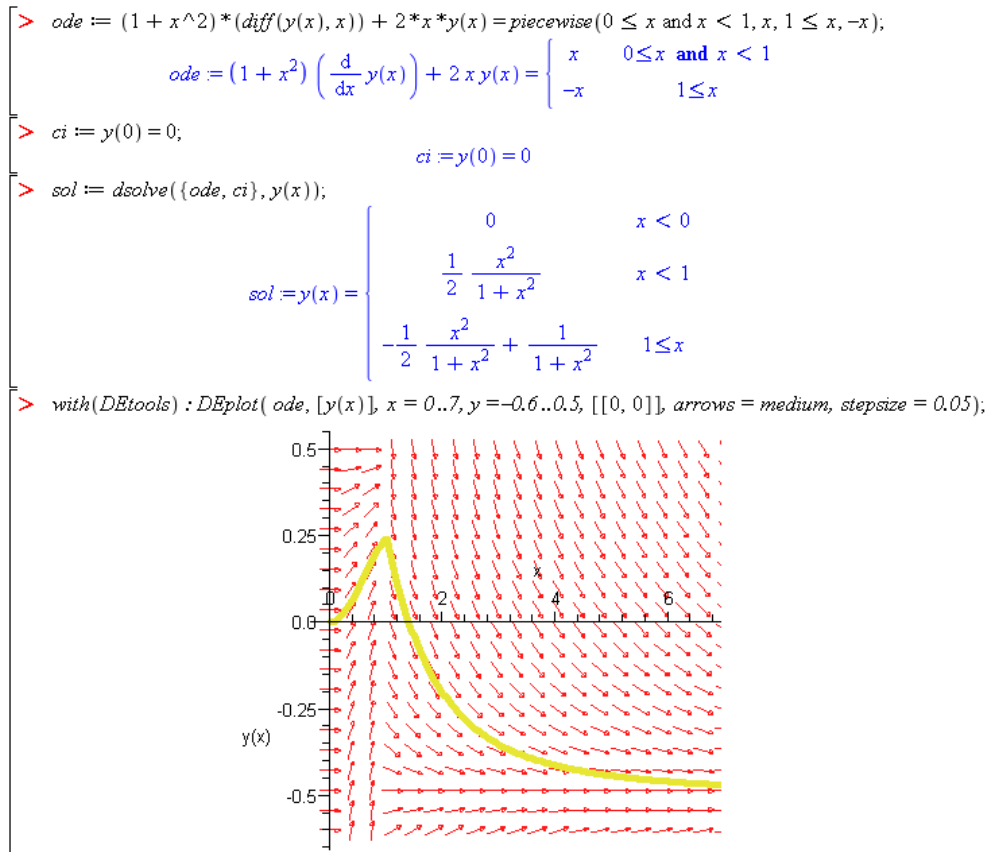 > ode := (1 + x^2)*(diff(y(x), x)) + 2*x*y(x) = piecewise(0 ≤ x and x < 1, x, 1 ≤ x, −x);
ode := (1 + x²) (d/dx y(x)) + 2 x y(x) = { x 0≤x and x < 1
−x 1≤x
> ci := y(0) = 0;
ci := y(0) = 0
> sol := dsolve({ode, ci}, y(x));
sol := y(x) = { 0 x < 0
1/2 x²/(1 + x²) x < 1
−1/2 x²/(1 + x²) + 1/(1 + x²) 1≤x
> with(DEtools) : DEplot( ode, [y(x)], x = 0..7, y =−0.6..0.5, [[0, 0]], arrows = medium, stepsize = 0.05);
0.5
0.25
x
0 2 4 6
0.0
-0.25
y(x)
-0.5